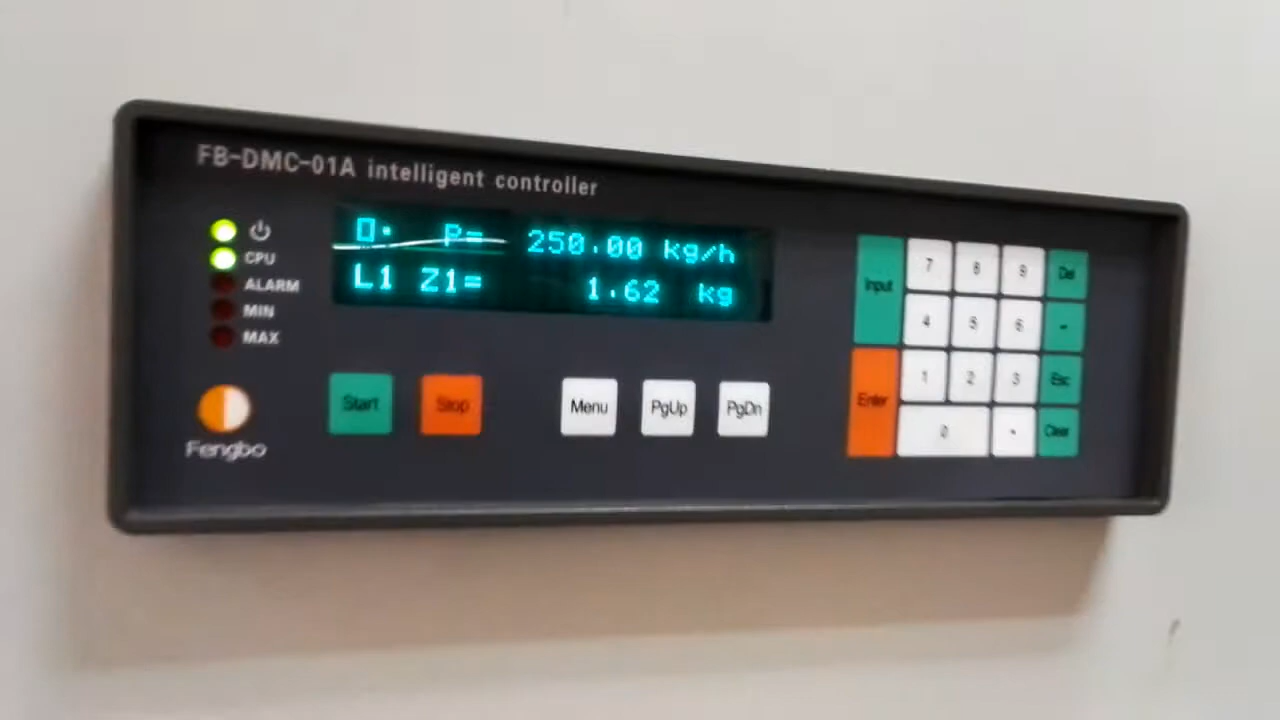 FB-DMC-01A intelligent controller
CPU
ALARM
MIN
MAX
P= 250.00 kg/h
L1 Z1= 1.62 kg
Fengbo
Start
Stop
Menu
PgUp
PgDn
Input
7 8 9 Del
4 5 6 -
Enter
1 2 3 Esc
0 . Clear